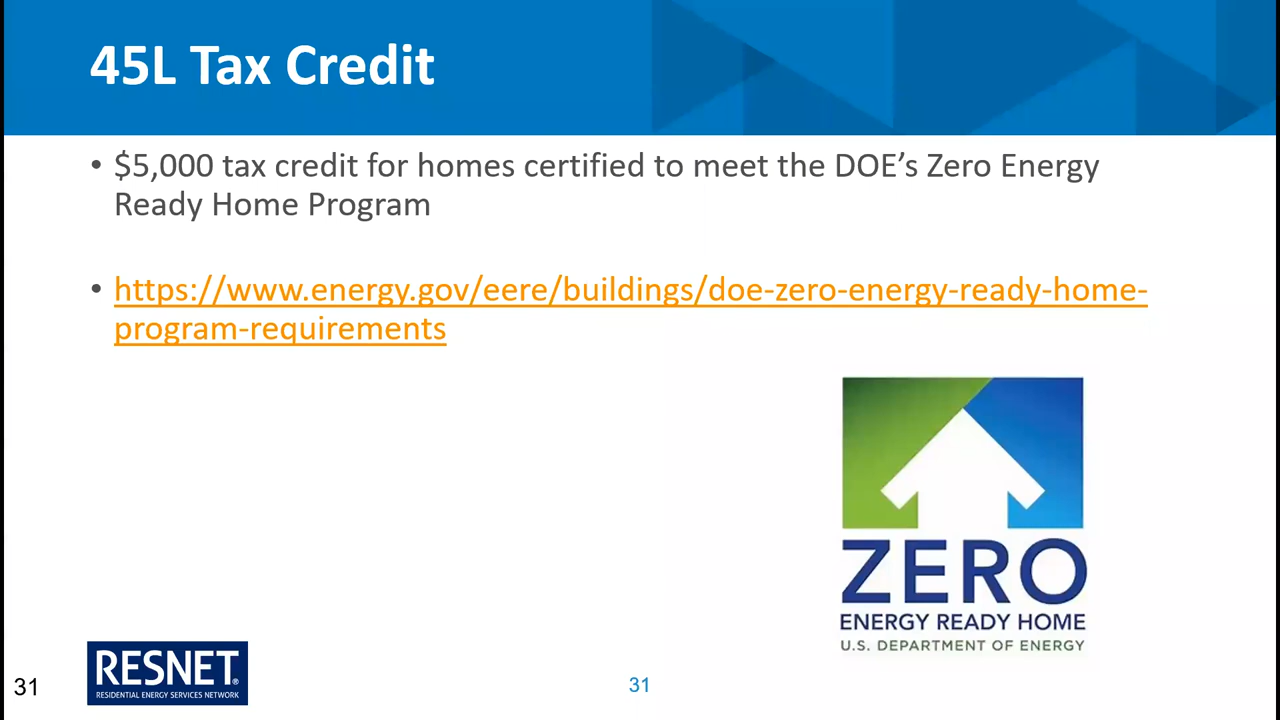 45L Tax Credit
• $5,000 tax credit for homes certified to meet the DOE’s Zero Energy
Ready Home Program
• https://www.energy.gov/eere/buildings/doe-zero-energy-ready-home-
program-requirements
ZERO
ENERGY READY HOME
U.S. DEPARTMENT OF ENERGY
RESNET®
RESIDENTIAL ENERGY SERVICES NETWORK
31
31